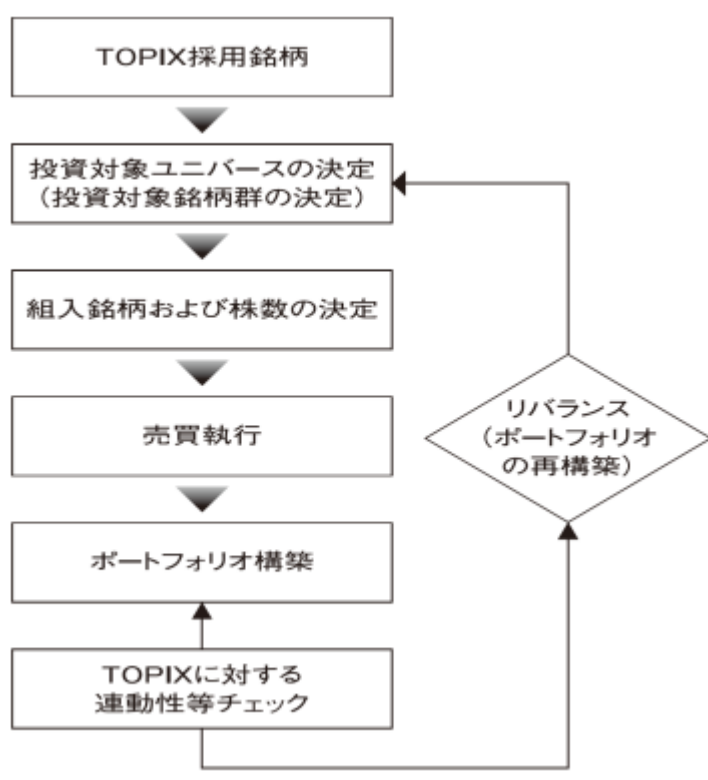 TOPIX採用銘柄
投資対象ユニバースの決定
（投資対象銘柄群の決定）
組入銘柄および株数の決定
売買執行
ポートフォリオ構築
TOPIXに対する
連動性等チェック
リバランス
（ポートフォリオ
の再構築）